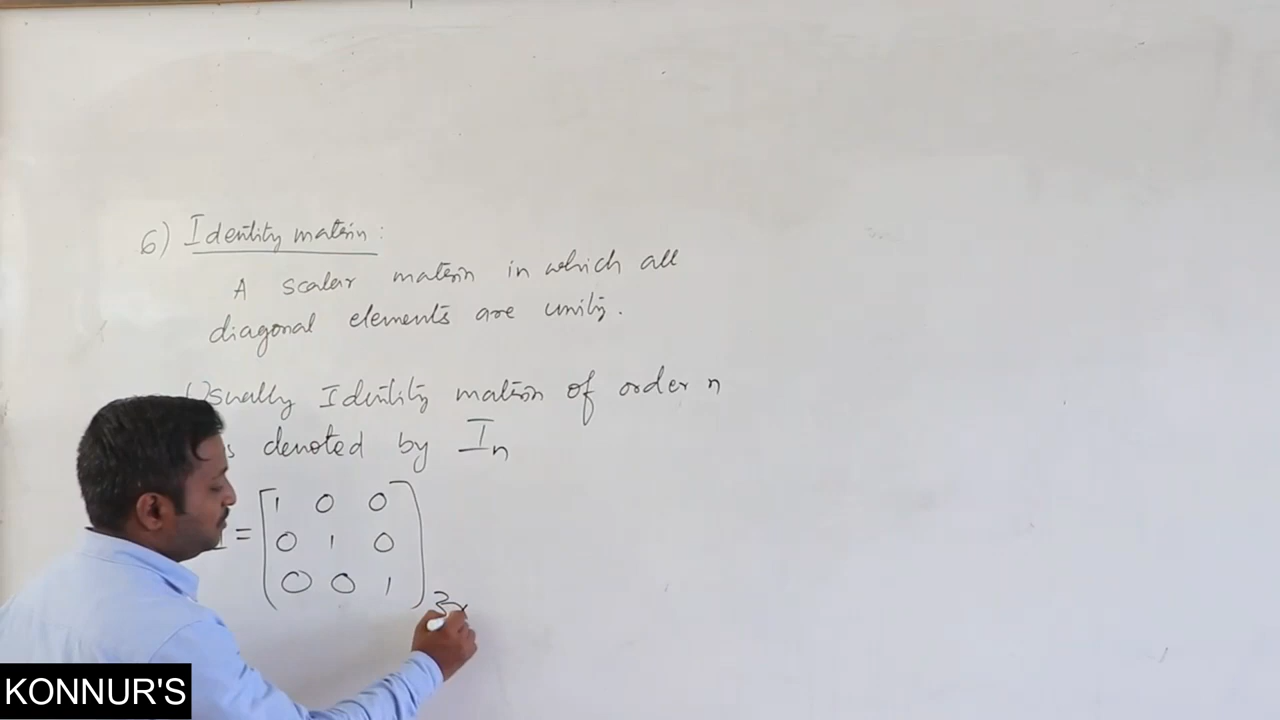 6) Identity matrix:
A scalar matrix in which all
diagonal elements are unity.
Usually Identity matrix of order n
is denoted by Iₙ
I = [1 0 0
0 1 0
0 0 1] 3x
KONNUR'S